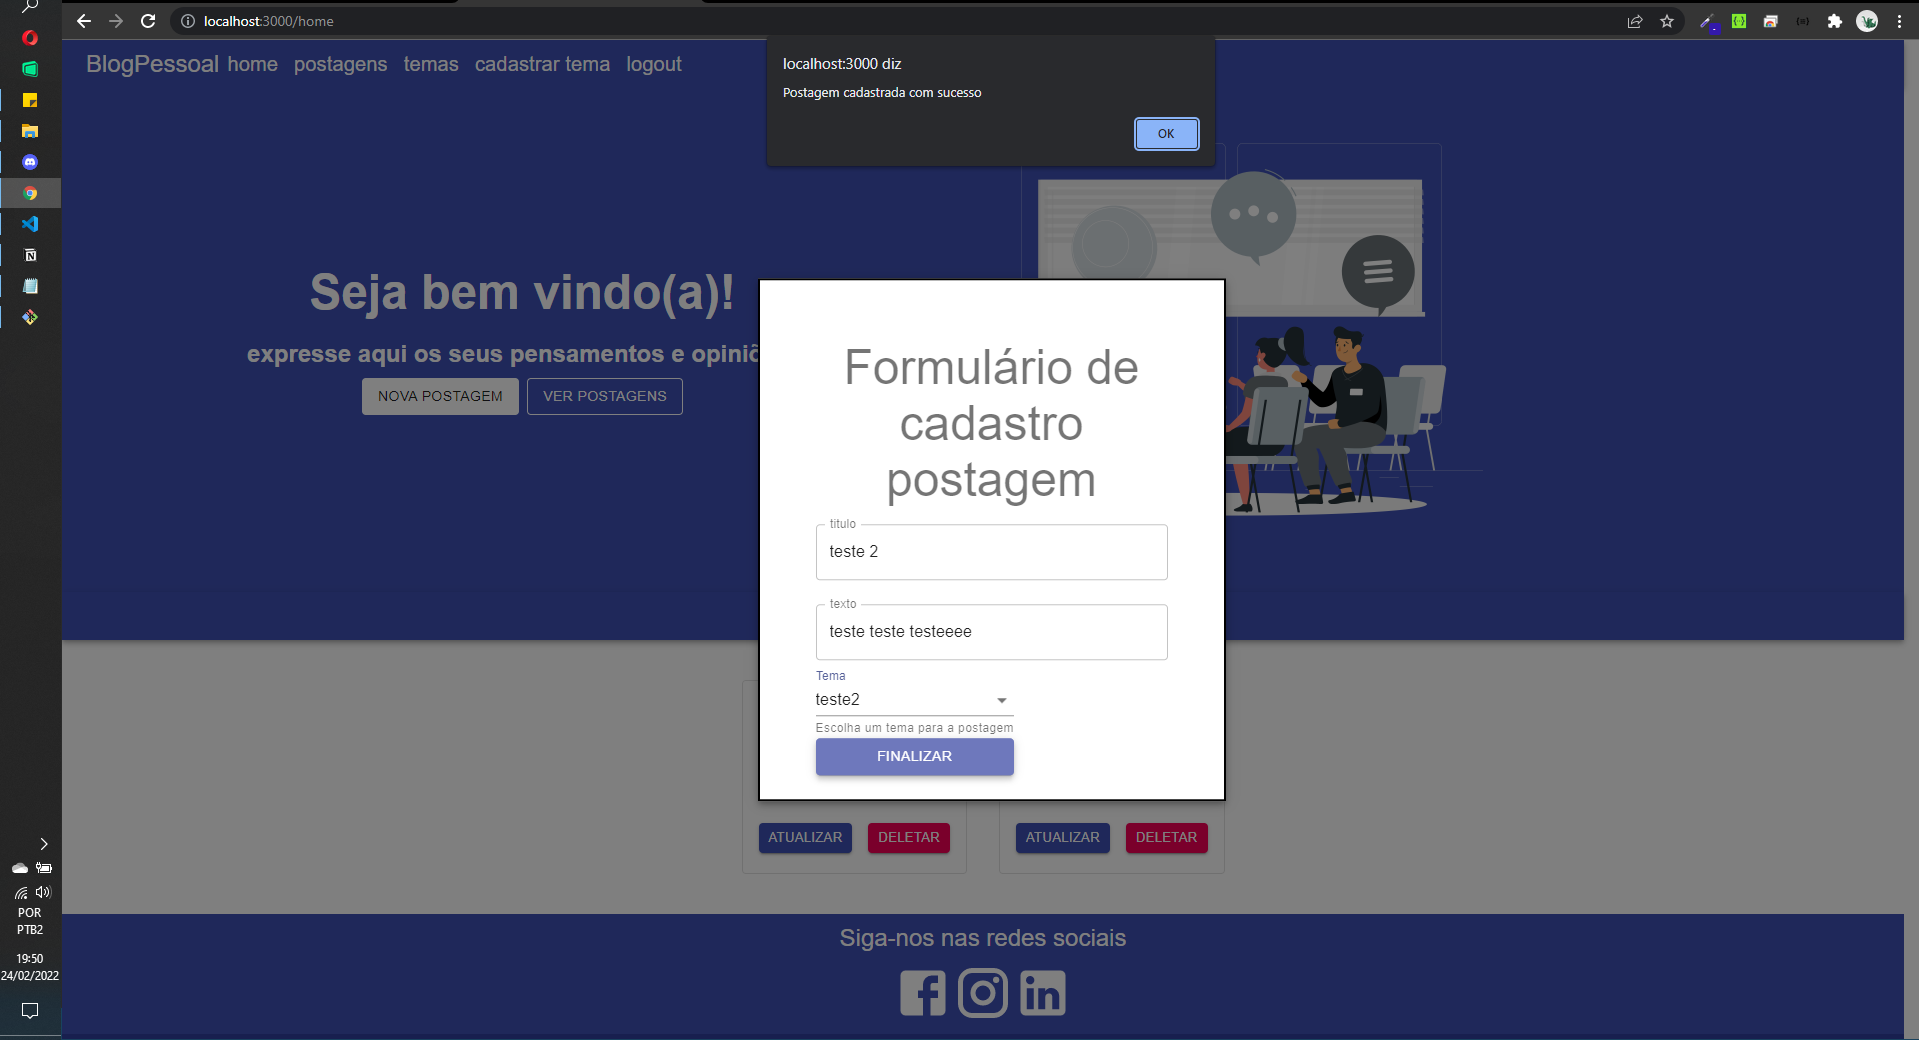 localhost:3000/home
BlogPessoal home postagens temas cadastrar tema logout
localhost:3000 diz
Postagem cadastrada com sucesso
OK
Seja bem vindo(a)!
expresse aqui os seus pensamentos e
NOVA POSTAGEM VER POSTAGENS
Formulário de
cadastro
postagem
titulo
teste 2
texto
teste teste testeeee
Tema
teste2
Escolha um tema para a postagem
FINALIZAR
ATUALIZAR DELETAR ATUALIZAR DELETAR
Siga-nos nas redes sociais
POR
PTB2
19:50
24/02/2022